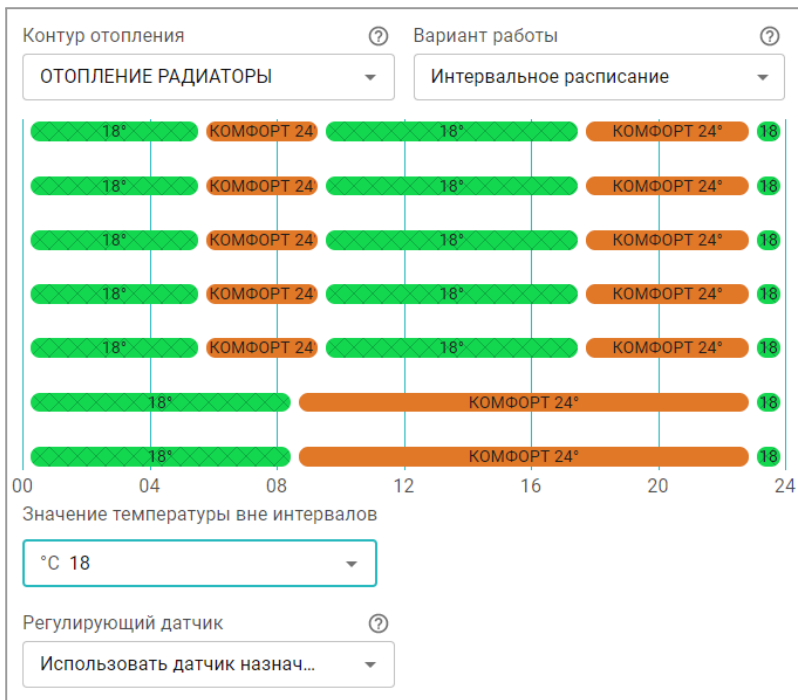 Контур отопления Вариант работы
ОТОПЛЕНИЕ РАДИАТОРЫ Интервальное расписание
18° КОМФОРТ 24 18° КОМФОРТ 24° 18
18° КОМФОРТ 24 18° КОМФОРТ 24° 18
18° КОМФОРТ 24 18° КОМФОРТ 24° 18
18° КОМФОРТ 24 18° КОМФОРТ 24° 18
18° КОМФОРТ 24 18° КОМФОРТ 24° 18
18° КОМФОРТ 24° 18
18° КОМФОРТ 24° 18
00 04 08 12 16 20 24
Значение температуры вне интервалов
°C 18
Регулирующий датчик
Использовать датчик назнач...